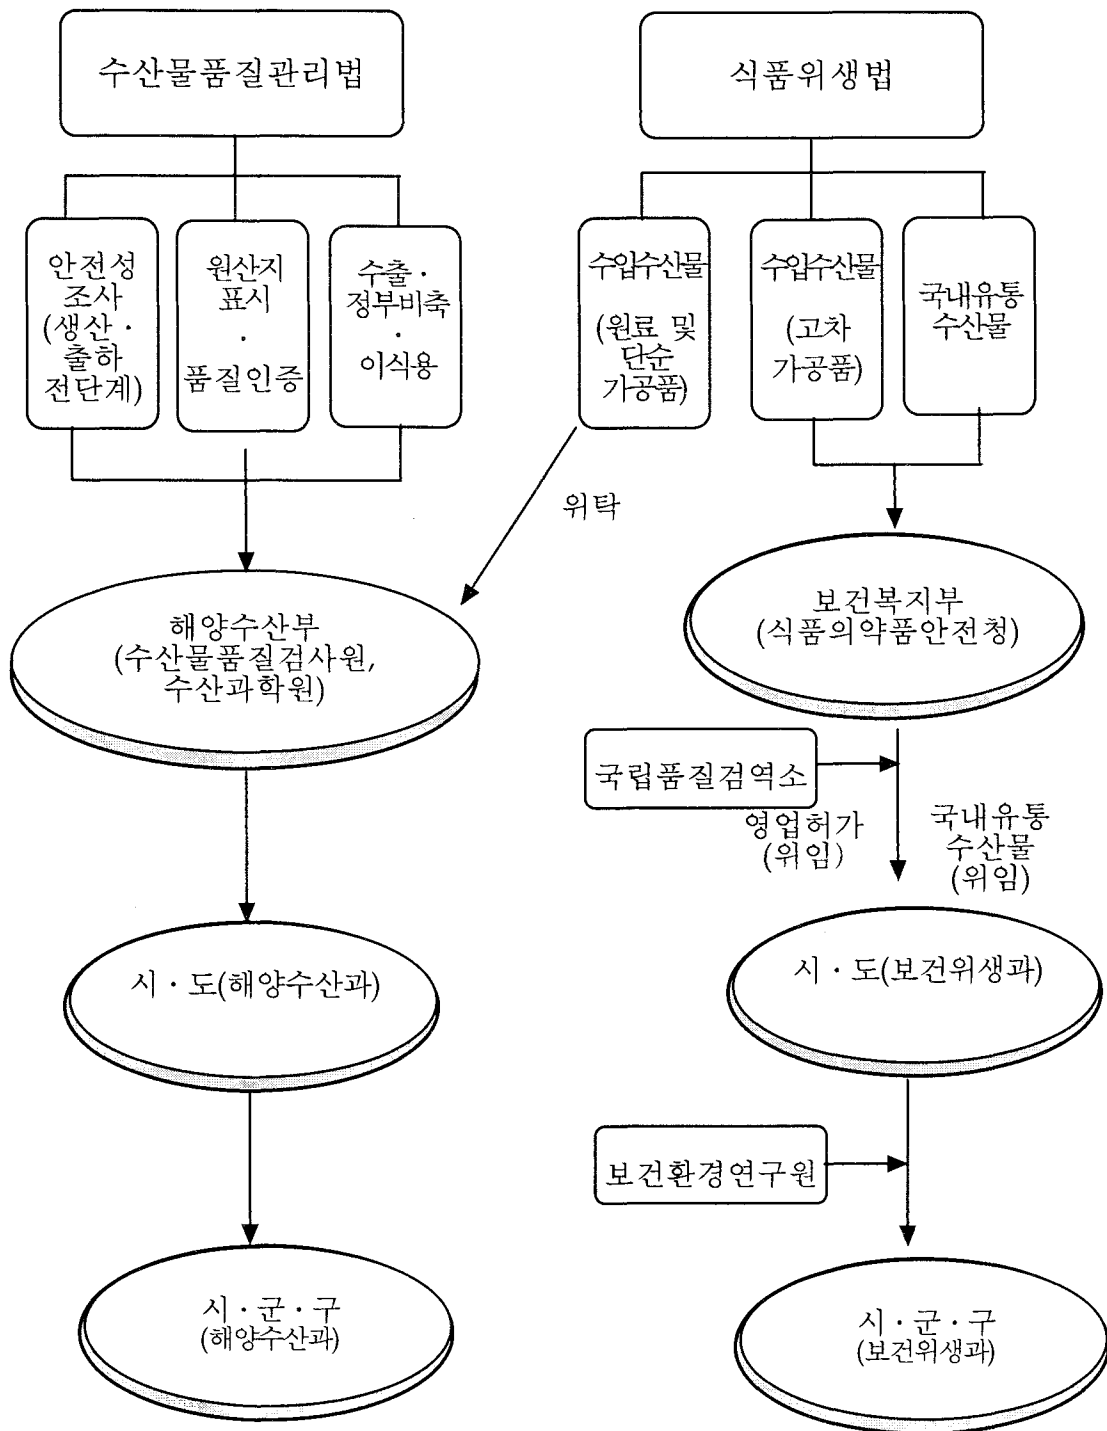 수산물품질관리법
식품위생법
안전성
조사
(생산·
출하
전단계)
원산지
표시
·
품질인증
수출·
정부비축
·
이식용
수입수산물
(원료 및
단순
가공품)
수입수산물
(고차
가공품)
국내유통
수산물
위탁
해양수산부
(수산물품질검사원,
수산과학원)
보건복지부
(식품의약품안전청)
국립품질검역소
영업허가
(위임)
국내유통
수산물
(위임)
시·도(해양수산과)
시·도(보건위생과)
보건환경연구원
시·군·구
(해양수산과)
시·군·구
(보건위생과)